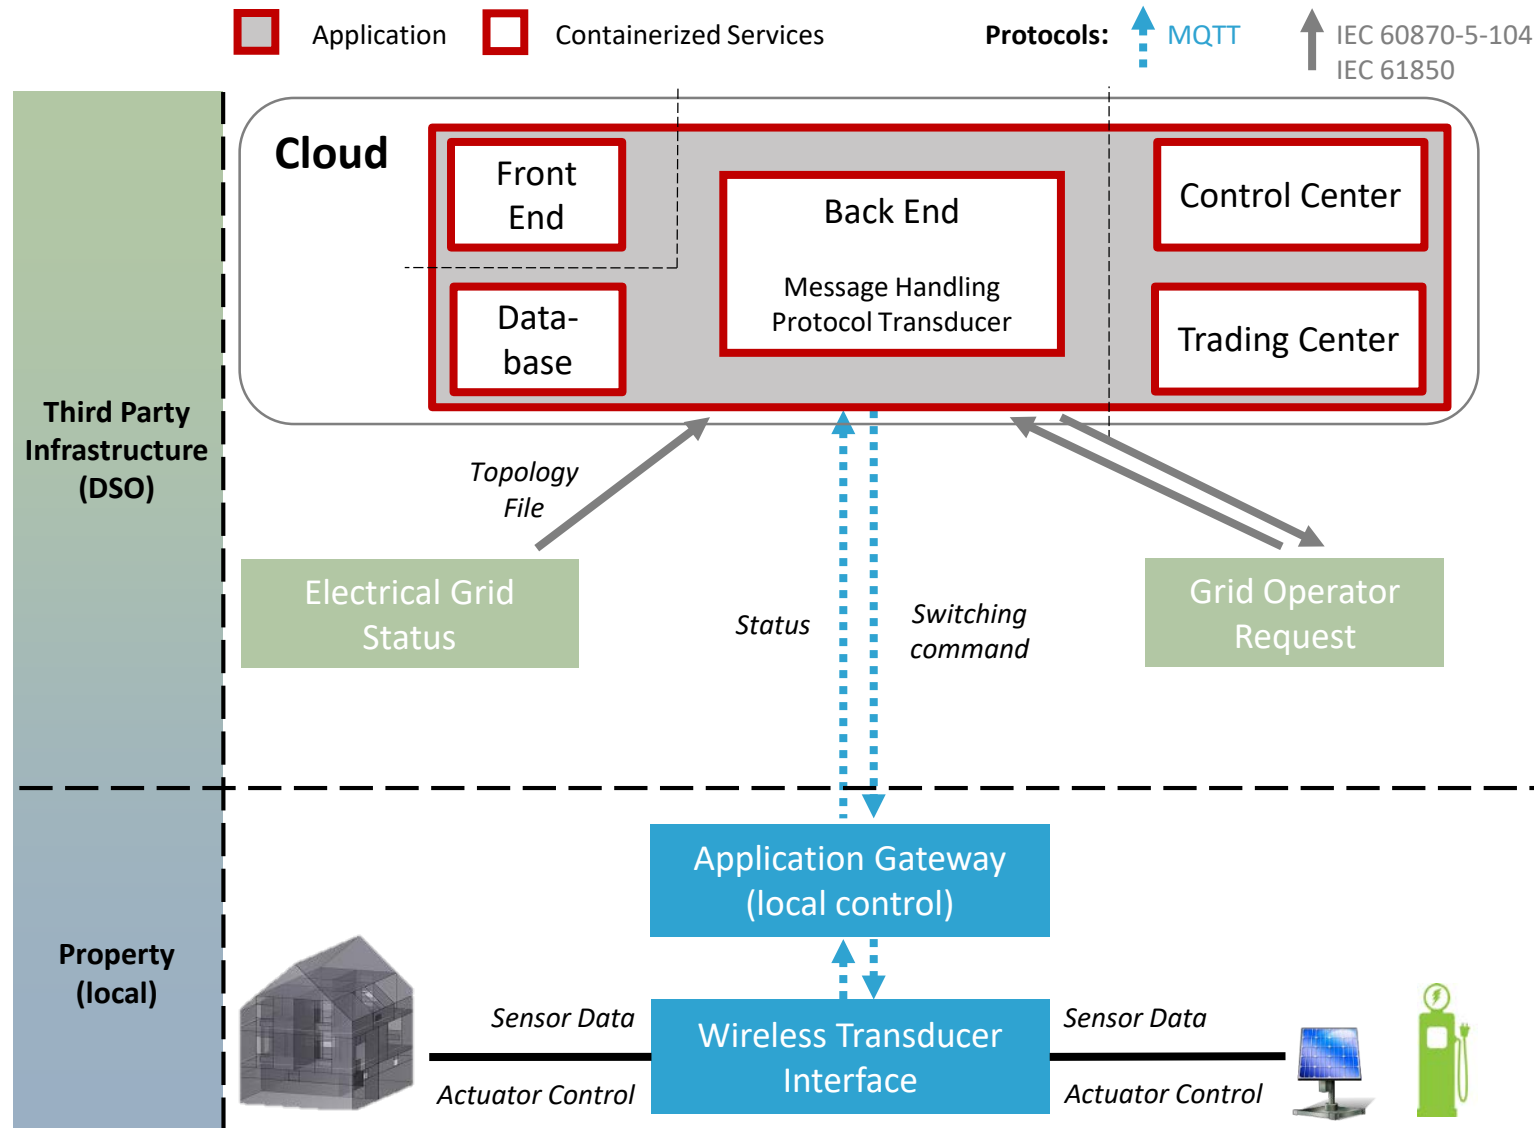 Application
Containerized Services
Protocols:
MQTT
IEC 60870-5-104
IEC 61850
Cloud
Front
End
Data-
base
Back End
Message Handling
Protocol Transducer
Control Center
Trading Center
Third Party
Infrastructure
(DSO)
Topology
File
Electrical Grid
Status
Status
Switching
command
Grid Operator
Request
Application Gateway
(local control)
Property
(local)
Sensor Data
Actuator Control
Wireless Transducer
Interface
Sensor Data
Actuator Control